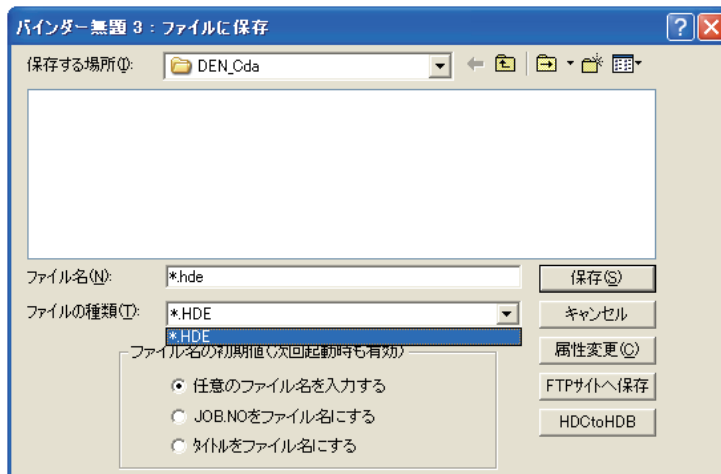 バインダー無題 3 : ファイルに保存
保存する場所(I):
DEN_Cda
ファイル名(N):
*.hde
保存(S)
ファイルの種類(T):
*.HDE
キャンセル
*.HDE
ファイル名の初期値(次回起動時も有効)
属性変更(C)
任意のファイル名を入力する
FTPサイトへ保存
JOB.NOをファイル名にする
HDCtoHDB
タイトルをファイル名にする